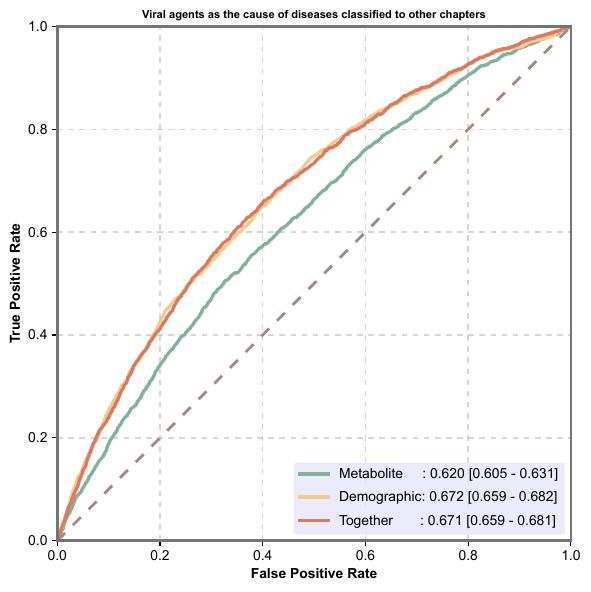 Viral agents as the cause of diseases classified to other chapters
1.0
0.8
0.6
0.4
0.2
0.0
True Positive Rate
Metabolite : 0.620 [0.605 - 0.631]
Demographic: 0.672 [0.659 - 0.682]
Together : 0.671 [0.659 - 0.681]
0.0 0.2 0.4 0.6 0.8 1.0
False Positive Rate